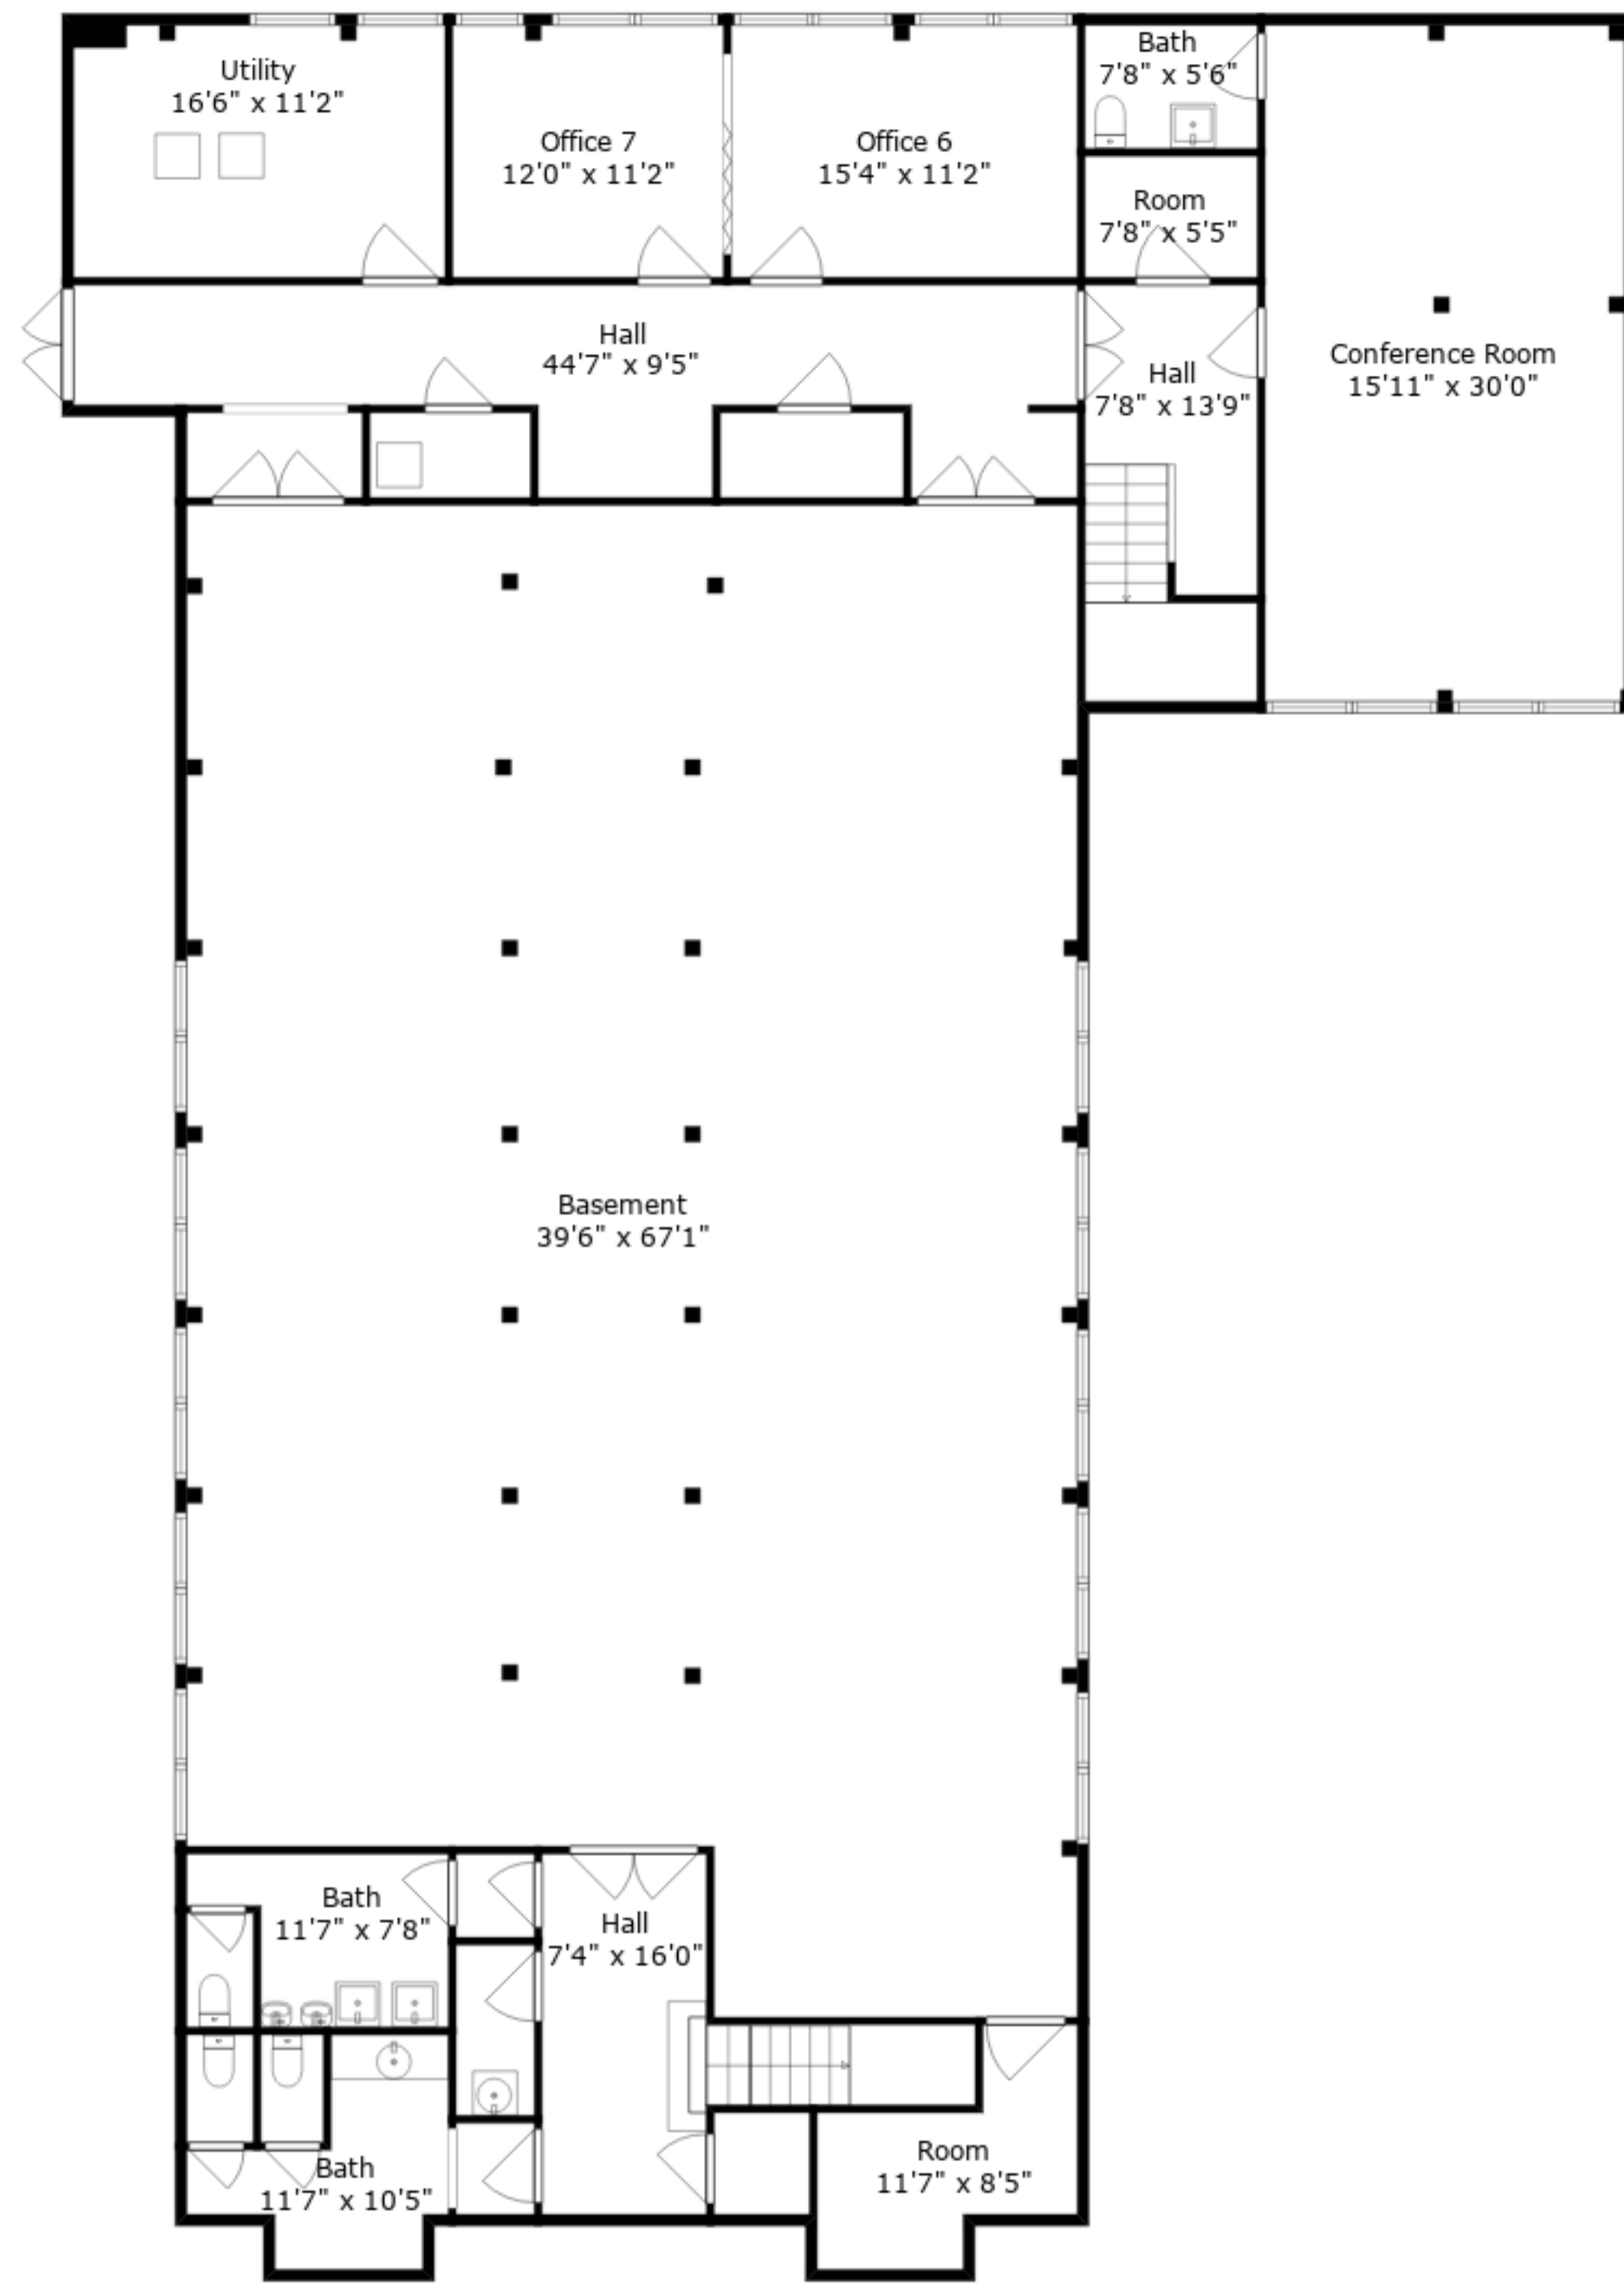 Utility
16'6" x 11'2"
Office 7
12'0" x 11'2"
Office 6
15'4" x 11'2"
Bath
7'8" x 5'6"
Room
7'8" x 5'5"
Hall
44'7" x 9'5"
Hall
7'8" x 13'9"
Conference Room
15'11" x 30'0"
Basement
39'6" x 67'1"
Bath
11'7" x 7'8"
Hall
7'4" x 16'0"
Bath
11'7" x 10'5"
Room
11'7" x 8'5"